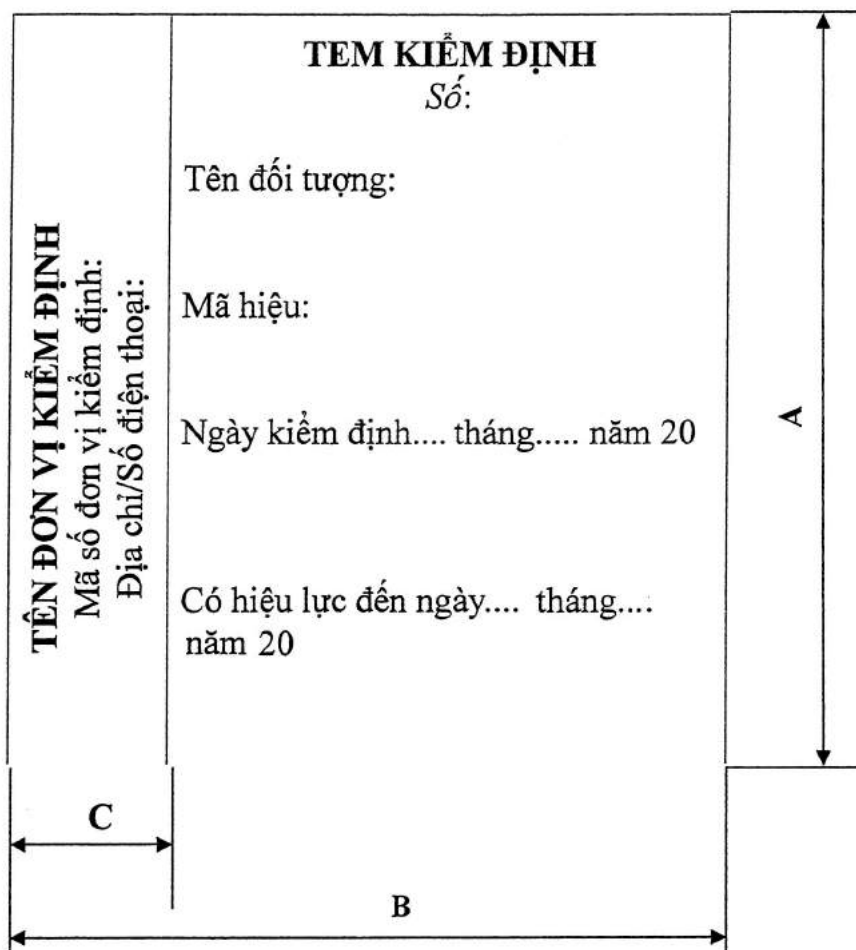 TEM KIỂM ĐỊNH
Số:
Tên đối tượng:
Mã hiệu:
Ngày kiểm định.... tháng..... năm 20
Có hiệu lực đến ngày.... tháng....
năm 20
TÊN ĐƠN VỊ KIỂM ĐỊNH
Mã số đơn vị kiểm định:
Địa chỉ/Số điện thoại:
A
C
B